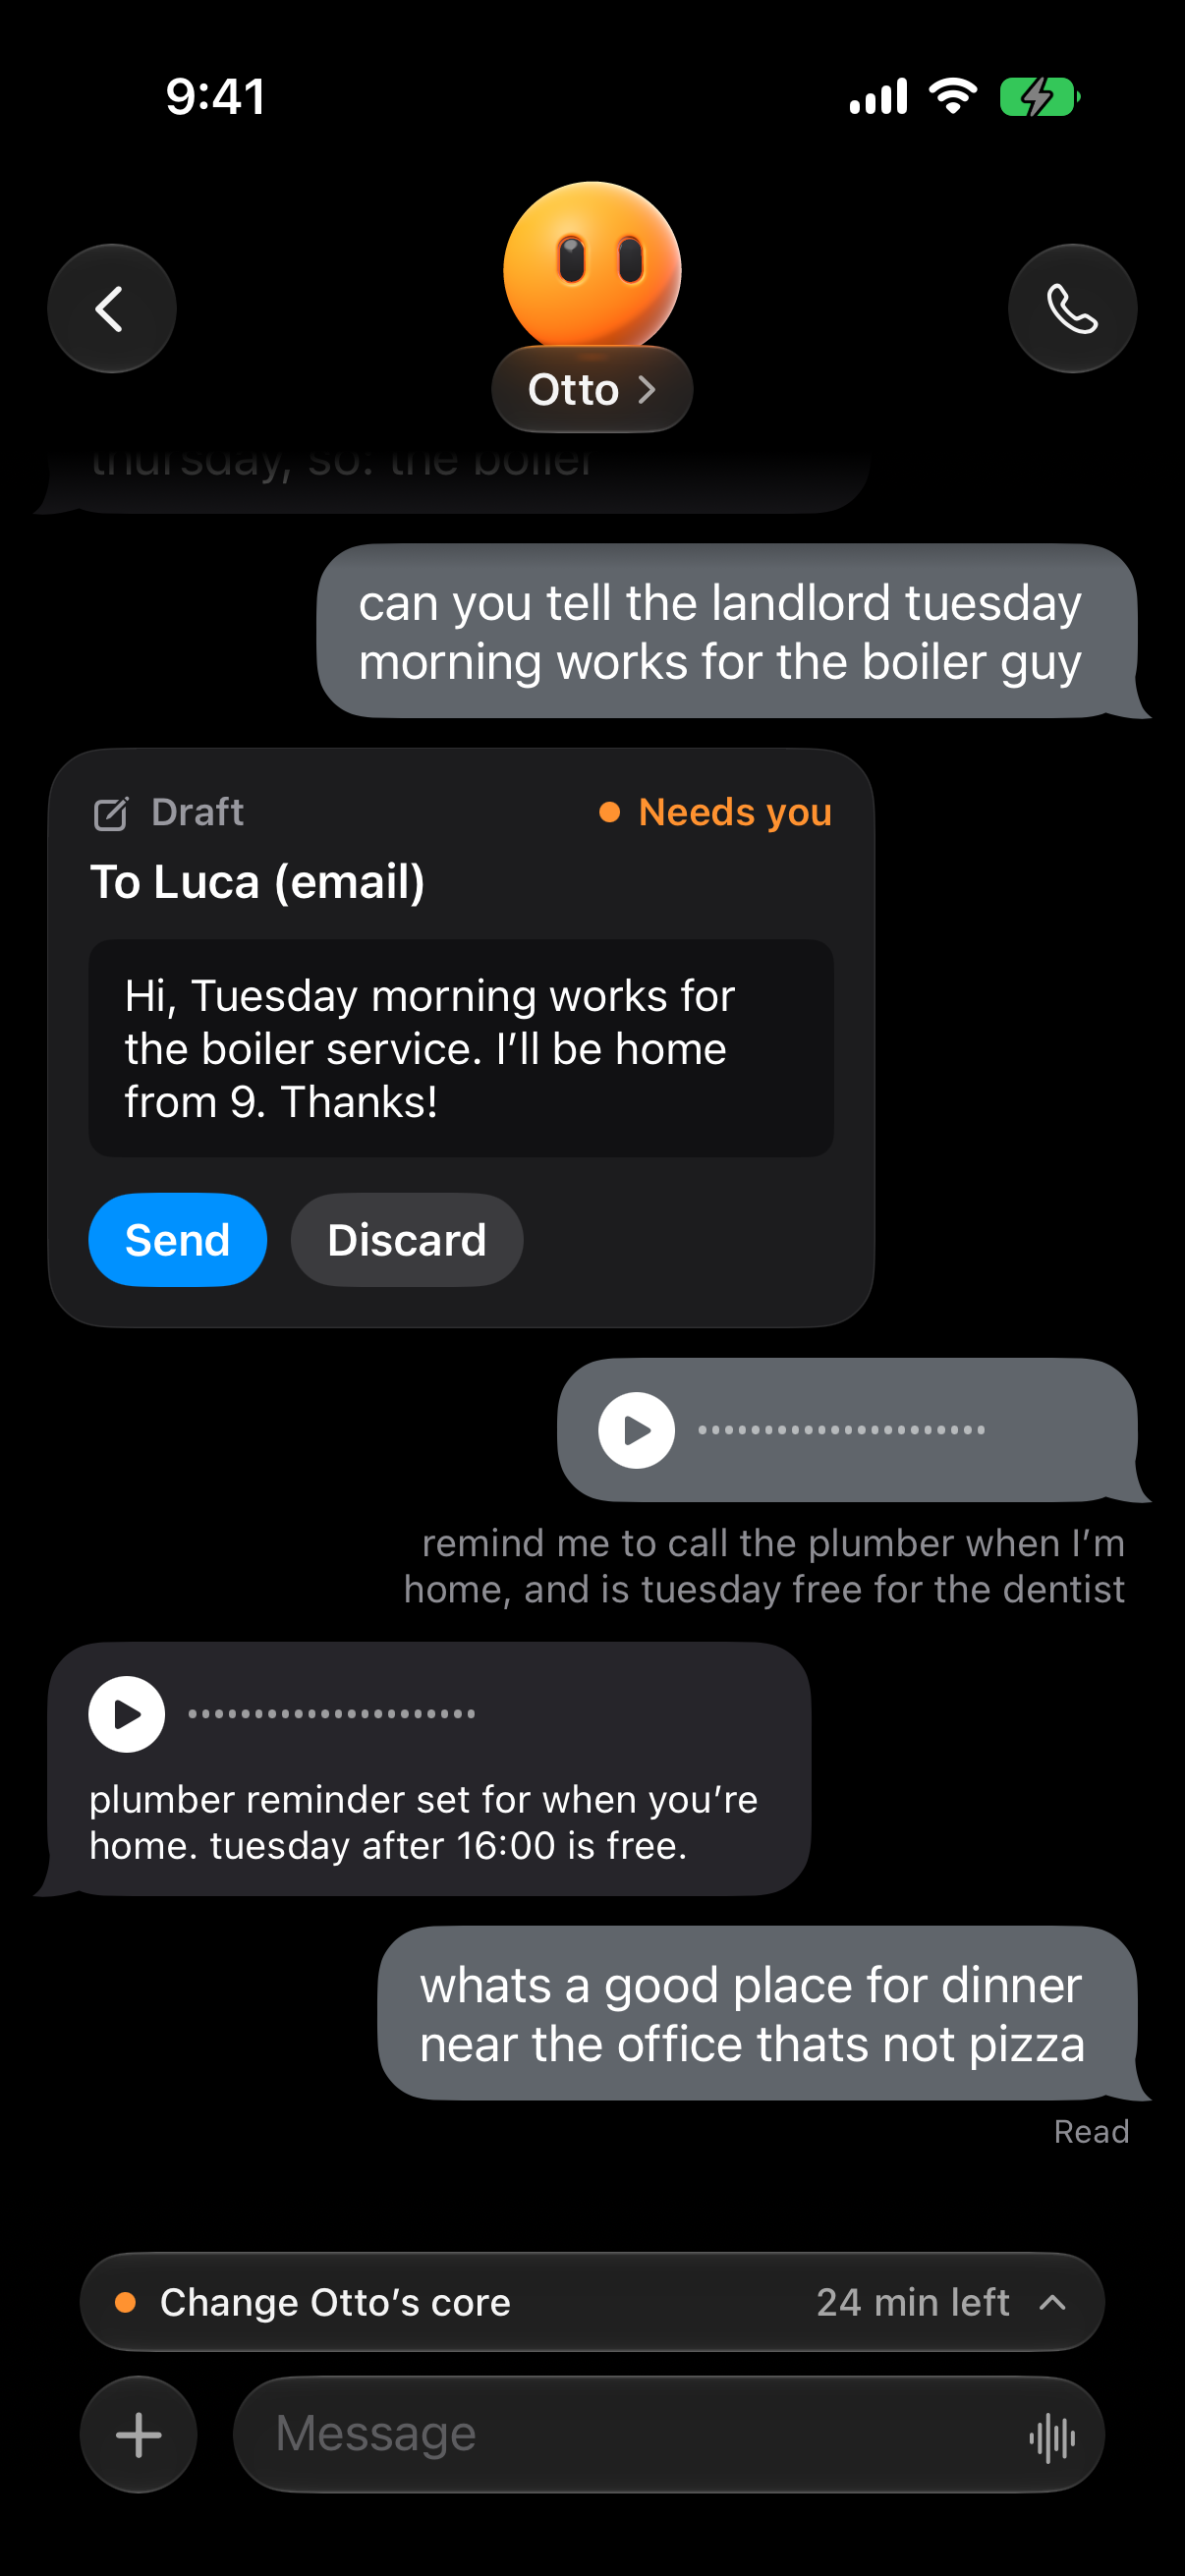 9:41
Otto
thursday, so: the boiler
can you tell the landlord tuesday
morning works for the boiler guy
Draft
Needs you
To Luca (email)
Hi, Tuesday morning works for
the boiler service. I’ll be home
from 9. Thanks!
Send
Discard
remind me to call the plumber when I’m
home, and is tuesday free for the dentist
plumber reminder set for when you’re
home. tuesday after 16:00 is free.
whats a good place for dinner
near the office thats not pizza
Read
Change Otto’s core
24 min left
Message